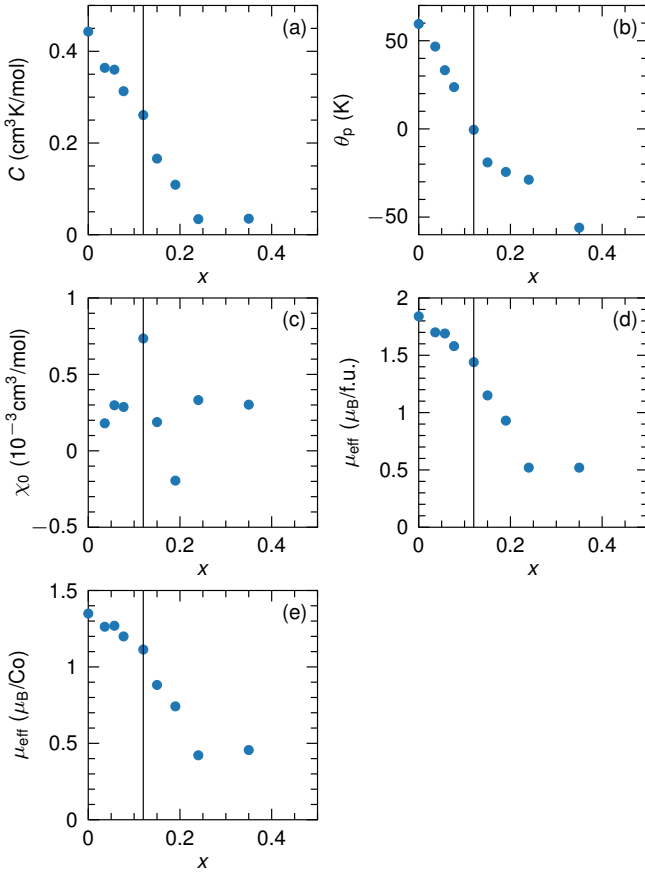 (a)
C (cm³K/mol)
0.4
0.2
0
0 0.2 0.4
x
(b)
θp (K)
50
0
−50
0 0.2 0.4
x
(c)
χ0 (10⁻³cm³/mol)
1
0.5
0
−0.5
0 0.2 0.4
x
(d)
μeff (μB/f.u.)
2
1.5
1
0.5
0
0 0.2 0.4
x
(e)
μeff (μB/Co)
1.5
1
0.5
0
0 0.2 0.4
x